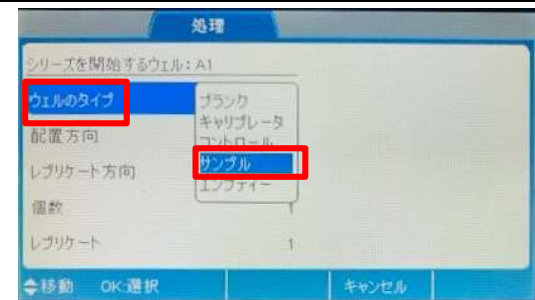 処理
シリーズを開始するウェル: A1
ウェルのタイプ
ブランク
キャリブレータ
配置方向
コントロール
サンプル
レプリケート方向
エンプティー
個数 1
レプリケート 1
移動 OK:選択 キャンセル